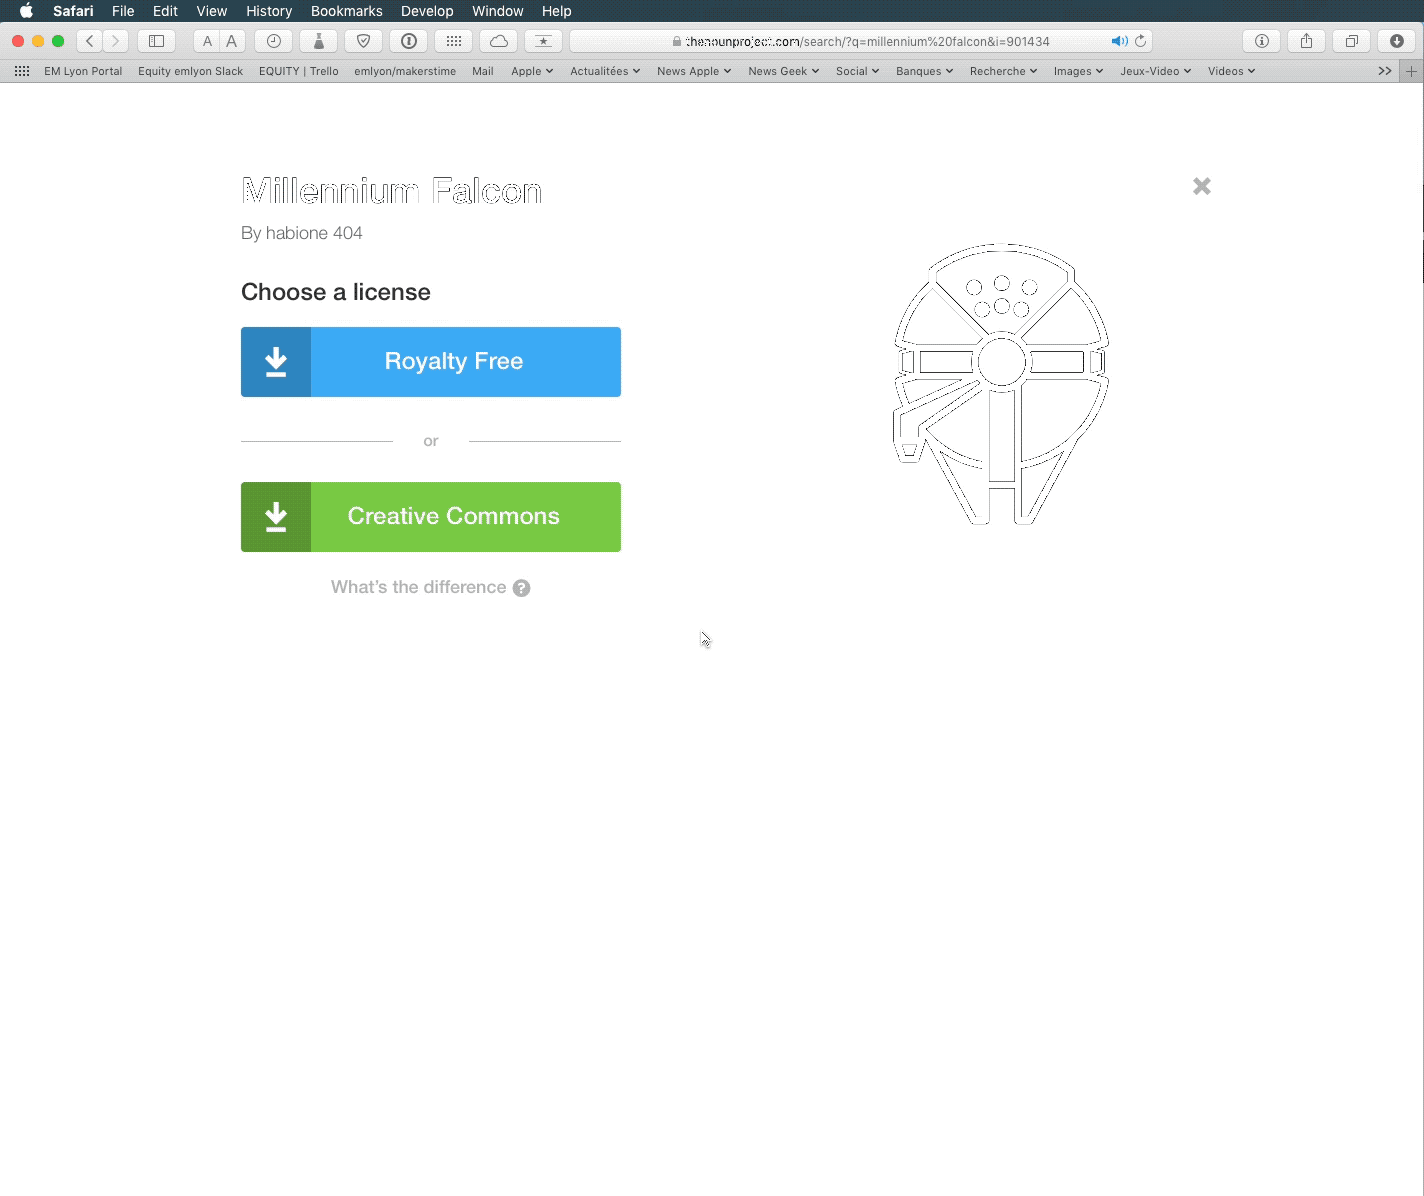 Safari File Edit View History Bookmarks Develop Window Help
A A thenounproject.com/search/?q=millennium%20falcon&i=901434
EM Lyon Portal Equity emlyon Slack EQUITY | Trello emlyon/makerstime Mail Apple Actualitées News Apple News Geek Social Banques Recherche Images Jeux-Video Videos >> +
Millennium Falcon
By habione 404
Choose a license
Royalty Free
or
Creative Commons
What's the difference ?